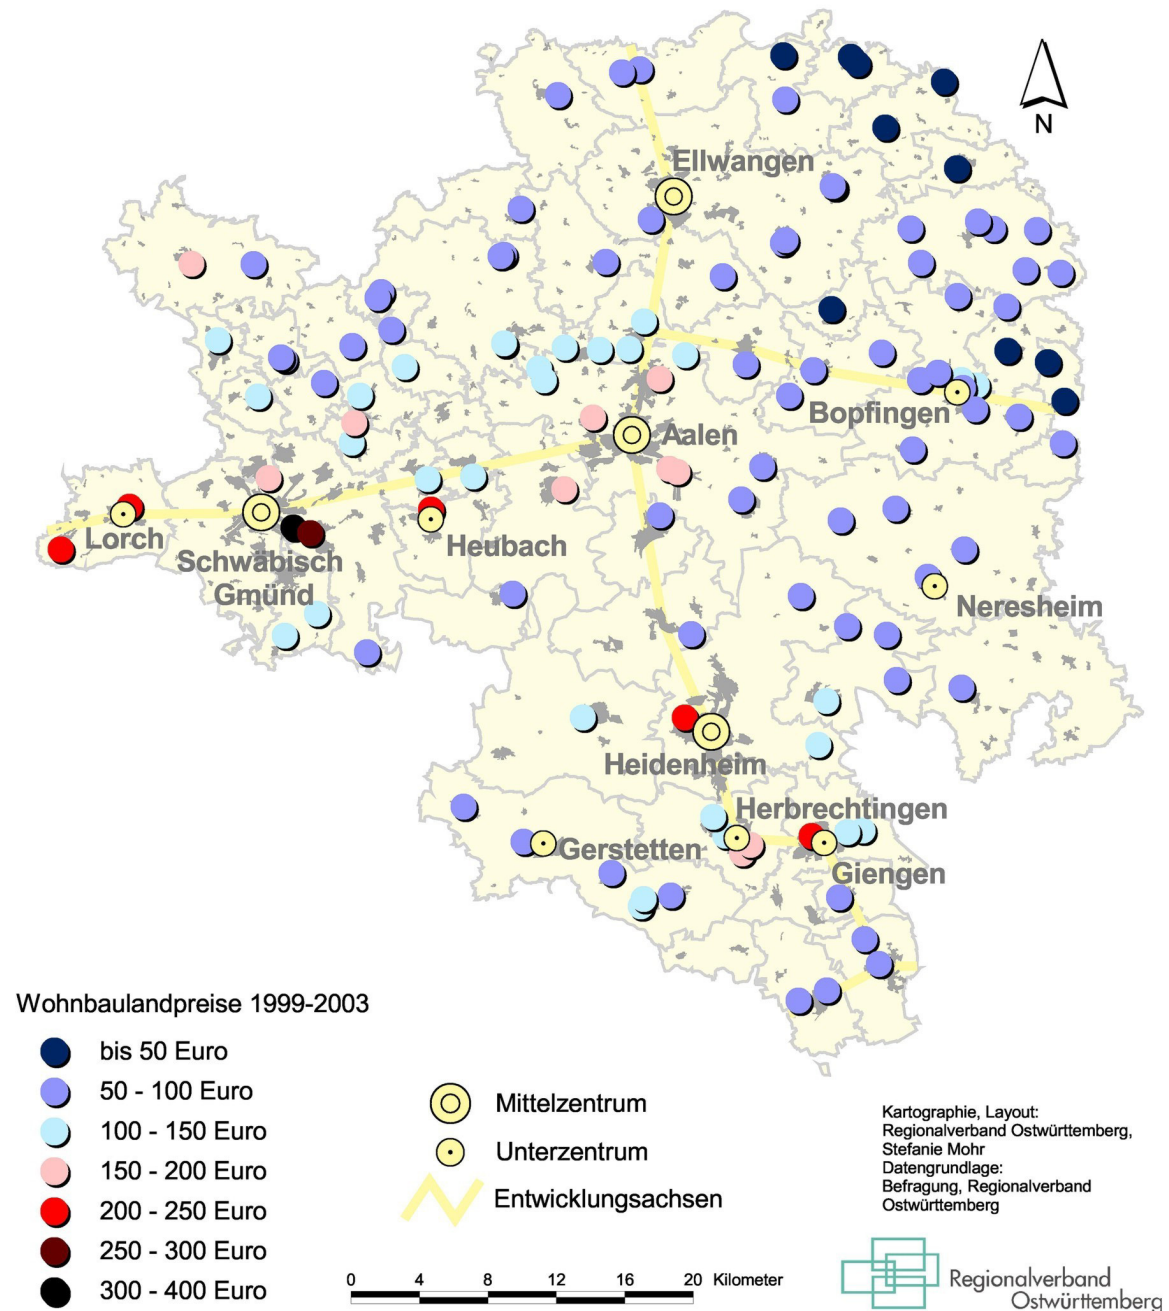 N
Ellwangen
Bopfingen
Aalen
Lorch
Schwäbisch
Gmünd
Heubach
Neresheim
Heidenheim
Herbrechtingen
Gerstetten
Giengen
Wohnbaulandpreise 1999-2003
bis 50 Euro
50 - 100 Euro
100 - 150 Euro
150 - 200 Euro
200 - 250 Euro
250 - 300 Euro
300 - 400 Euro
Mittelzentrum
Unterzentrum
Entwicklungsachsen
0 4 8 12 16 20 Kilometer
Kartographie, Layout:
Regionalverband Ostwürttemberg,
Stefanie Mohr
Datengrundlage:
Befragung, Regionalverband
Ostwürttemberg
Regionalverband
Ostwürttemberg